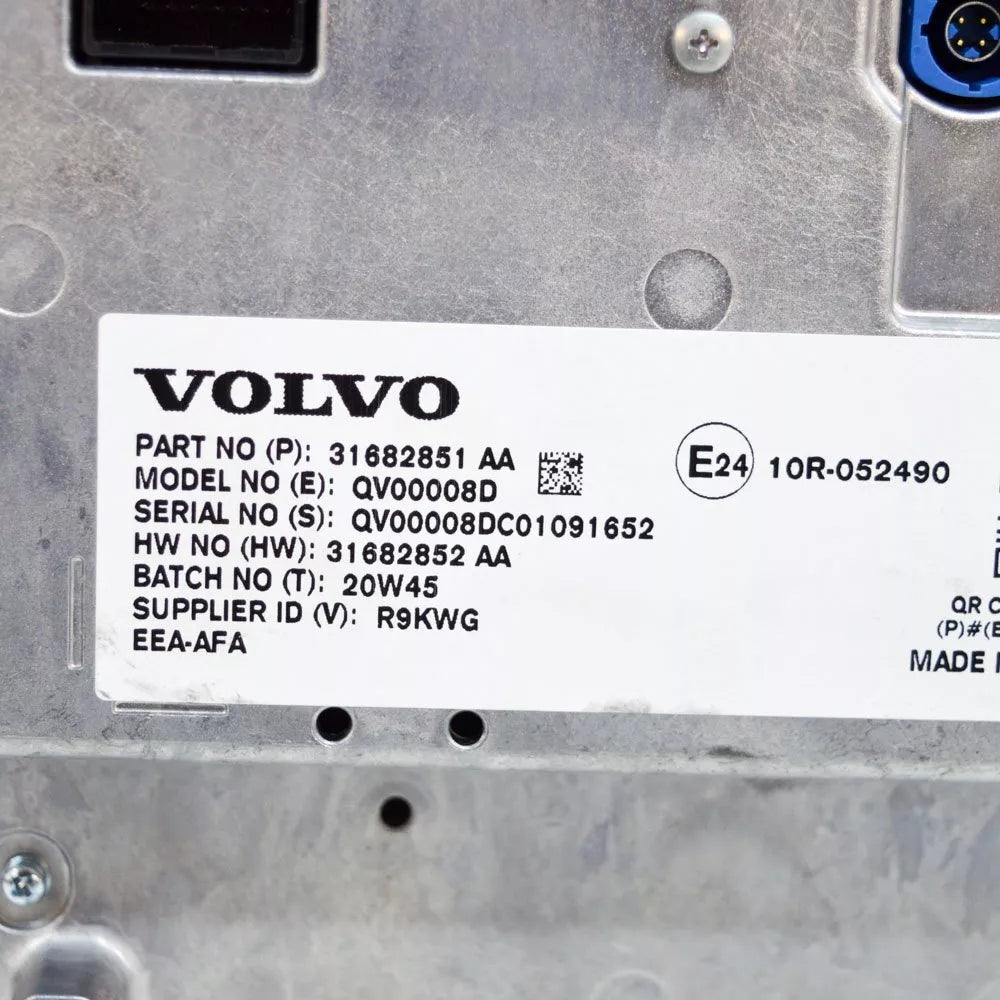 VOLVO
PART NO (P): 31682851 AA
MODEL NO (E): QV00008D
SERIAL NO (S): QV00008DC01091652
HW NO (HW): 31682852 AA
BATCH NO (T): 20W45
SUPPLIER ID (V): R9KWG
EEA-AFA
E24 10R-052490
QR
(P)#(E
MADE